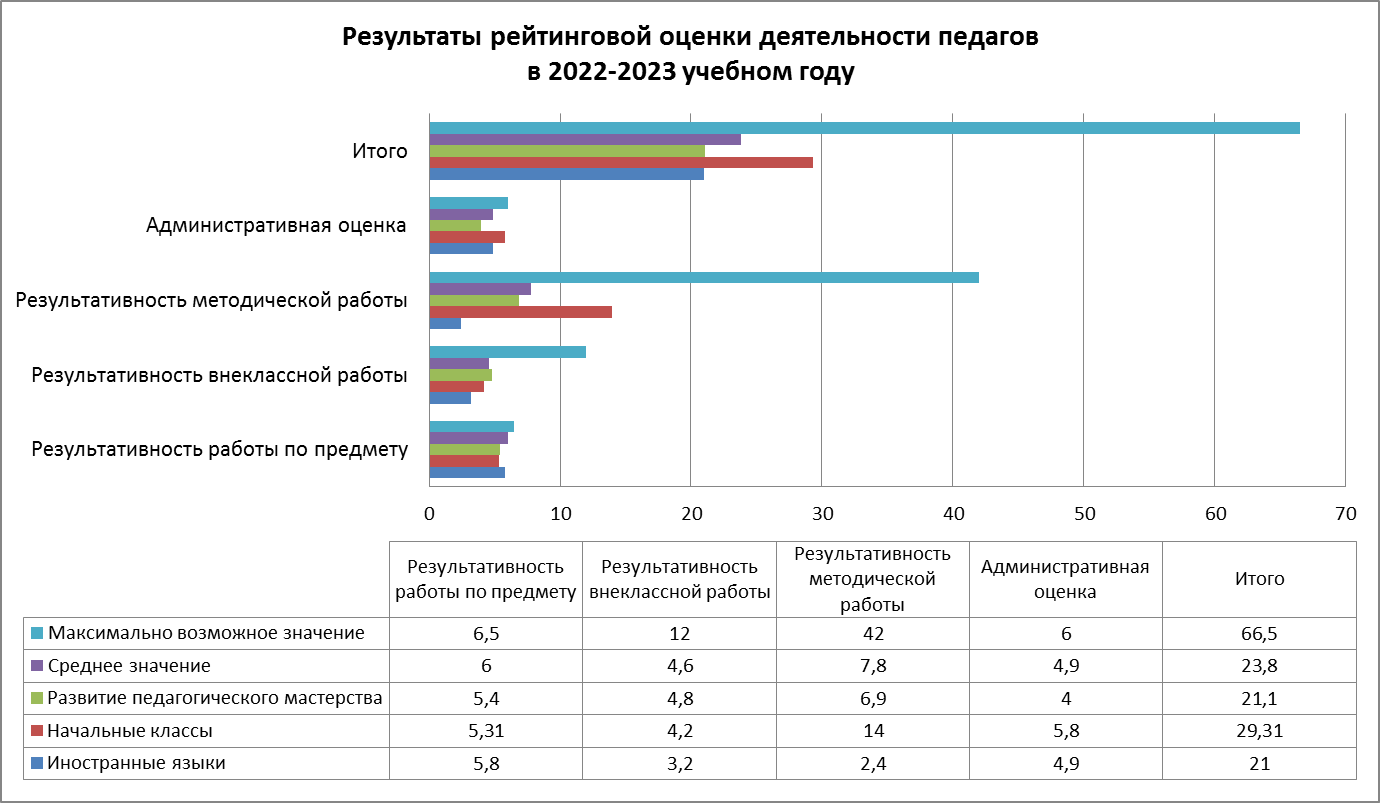 Результаты рейтинговой оценки деятельности педагов
в 2022-2023 учебном году
Итого
Административная оценка
Результативность методической работы
Результативность внеклассной работы
Результативность работы по предмету
0 10 20 30 40 50 60 70
Результативность работы по предмету
Результативность внеклассной работы
Результативность методической работы
Административная оценка
Итого
Максимально возможное значение 6,5 12 42 6 66,5
Среднее значение 6 4,6 7,8 4,9 23,8
Развитие педагогического мастерства 5,4 4,8 6,9 4 21,1
Начальные классы 5,31 4,2 14 5,8 29,31
Иностранные языки 5,8 3,2 2,4 4,9 21